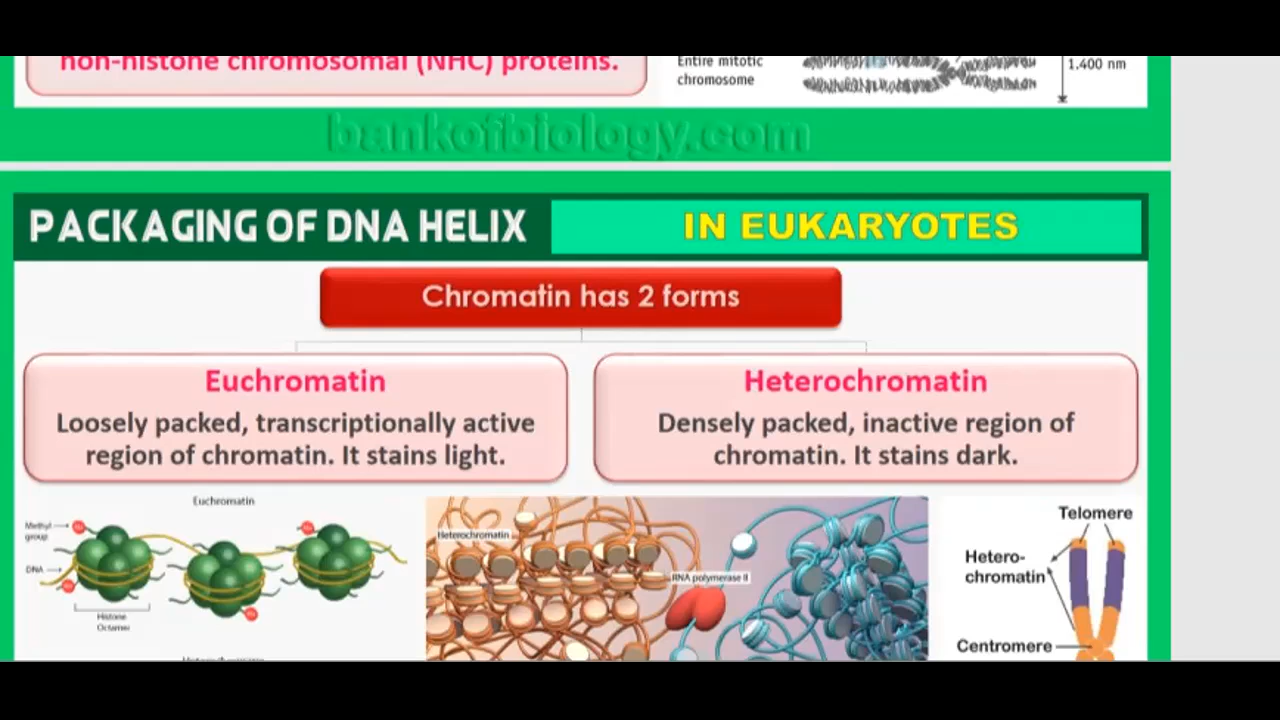 non-histone chromosomal (NHC) proteins.
Entire mitotic
chromosome
1.400 nm
bankofbiology.com
PACKAGING OF DNA HELIX
IN EUKARYOTES
Chromatin has 2 forms
Euchromatin
Loosely packed, transcriptionally active
region of chromatin. It stains light.
Heterochromatin
Densely packed, inactive region of
chromatin. It stains dark.
Euchromatin
Methyl
group
DNA
Histone
Octamer
Heterochromatin
RNA polymerase II
Telomere
Hetero-
chromatin
Centromere